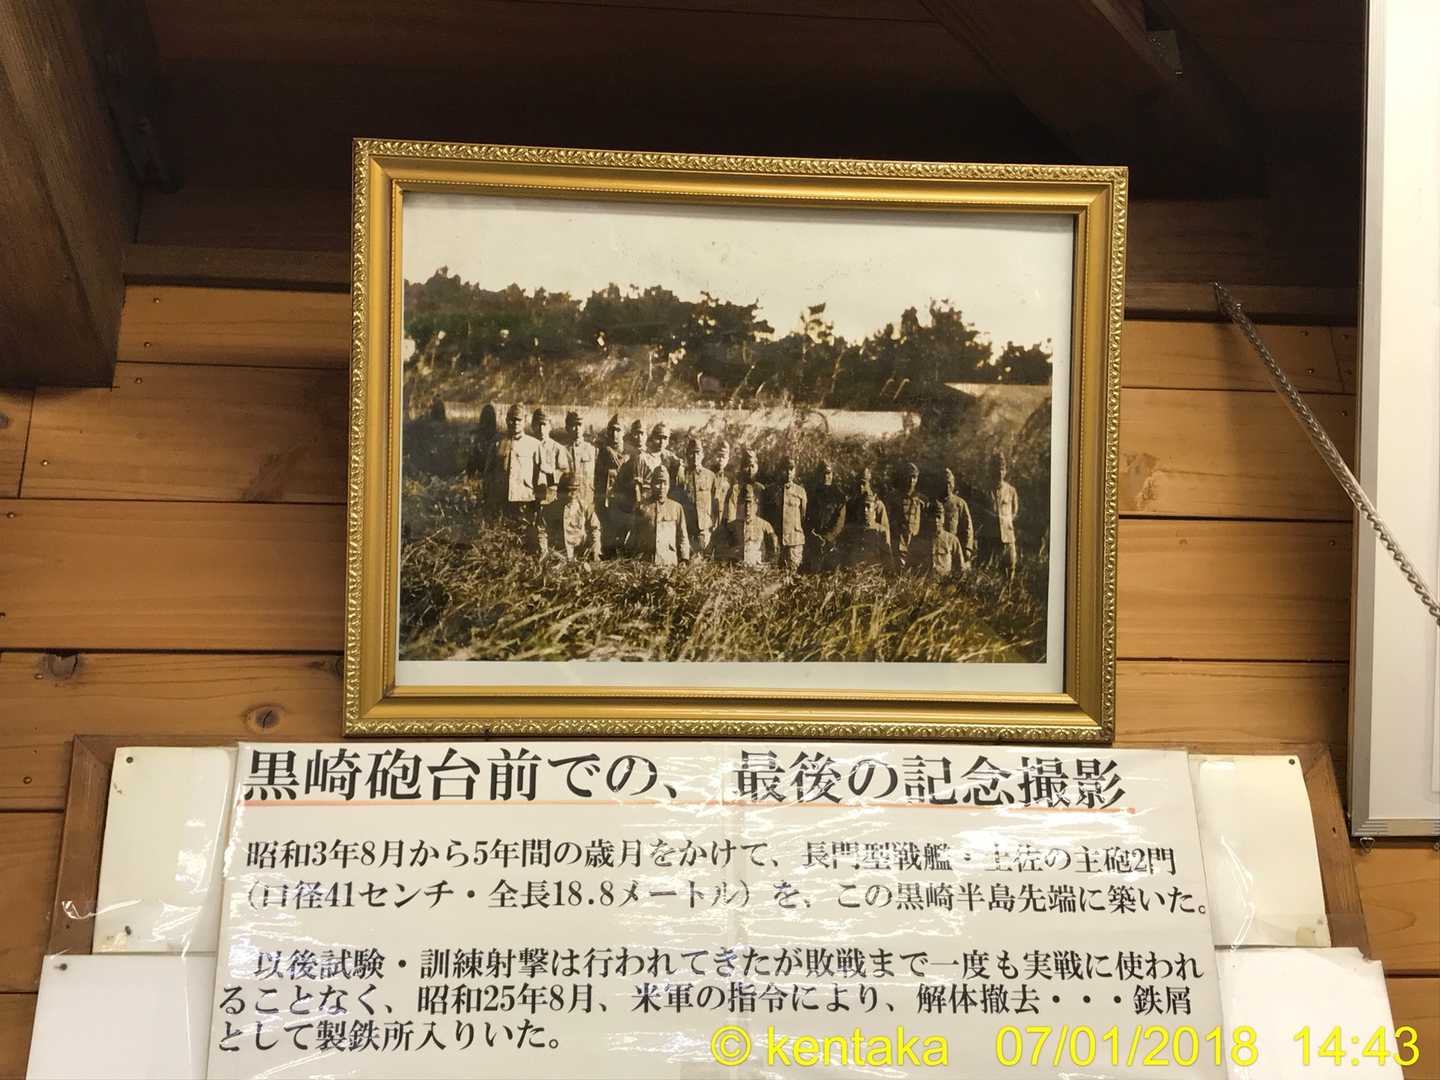 黒崎砲台前での、最後の記念撮影
昭和3年8月から5年間の歳月をかけて、長門型戦艦・土佐の主砲2門
（口径41センチ・全長18.8メートル）を、この黒崎半島先端に築いた。
以後試験・訓練射撃は行われてきたが敗戦まで一度も実戦に使われ
ることなく、昭和25年8月、米軍の指令により、解体撤去・・・鉄屑
として製鉄所入りいた。
© kentaka 07/01/2018 14:43